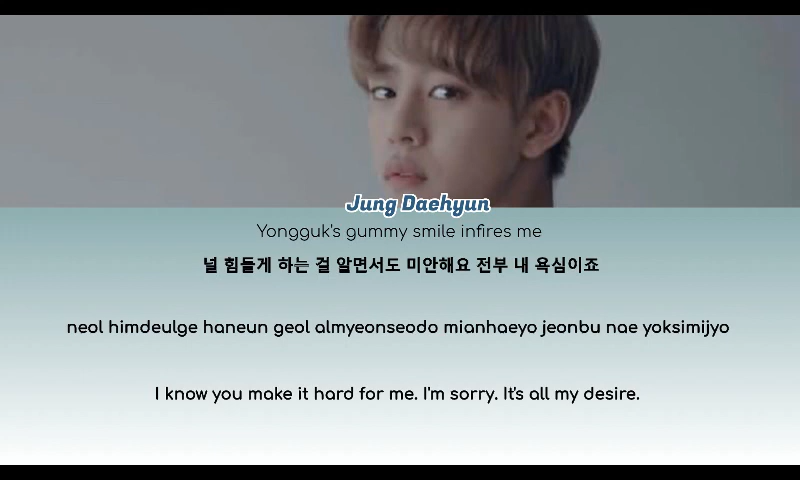 Jung Daehyun
Yongguk's gummy smile infires me
널 힘들게 하는 걸 알면서도 미안해요 전부 내 욕심이죠
neol himdeulge haneun geol almyeonseodo mianhaeyo jeonbu nae yoksimijyo
I know you make it hard for me. I'm sorry. It's all my desire.